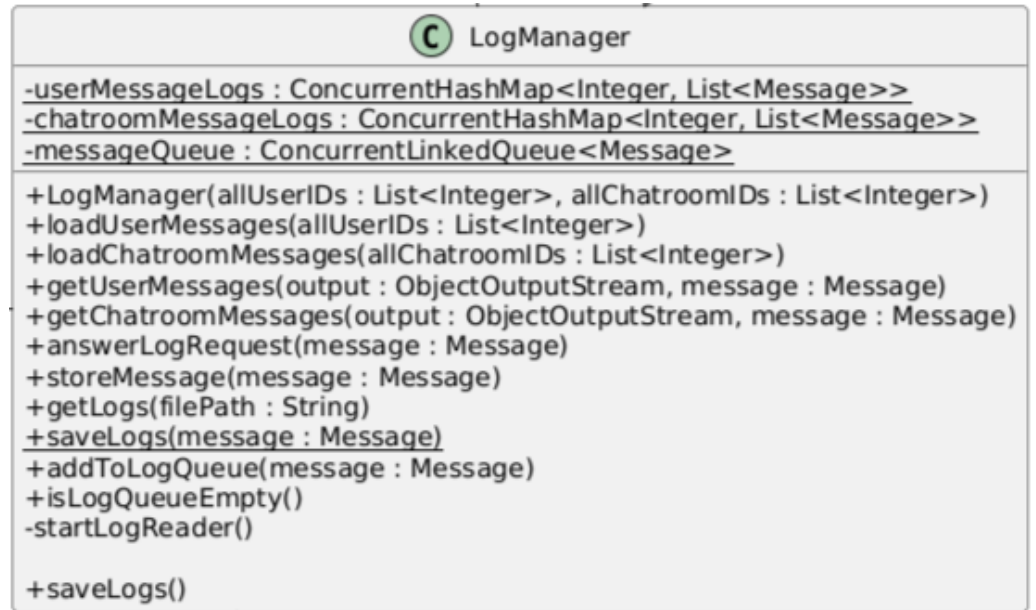 C LogManager
-userMessageLogs : ConcurrentHashMap<Integer, List<Message>>
-chatroomMessageLogs : ConcurrentHashMap<Integer, List<Message>>
-messageQueue : ConcurrentLinkedQueue<Message>
+LogManager(allUserIDs : List<Integer>, allChatroomIDs : List<Integer>)
+loadUserMessages(allUserIDs : List<Integer>)
+loadChatroomMessages(allChatroomIDs : List<Integer>)
+getUserMessages(output : ObjectOutputStream, message : Message)
+getChatroomMessages(output : ObjectOutputStream, message : Message)
+answerLogRequest(message : Message)
+storeMessage(message : Message)
+getLogs(filePath : String)
+saveLogs(message : Message)
+addToLogQueue(message : Message)
+isLogQueueEmpty()
-startLogReader()
+saveLogs()